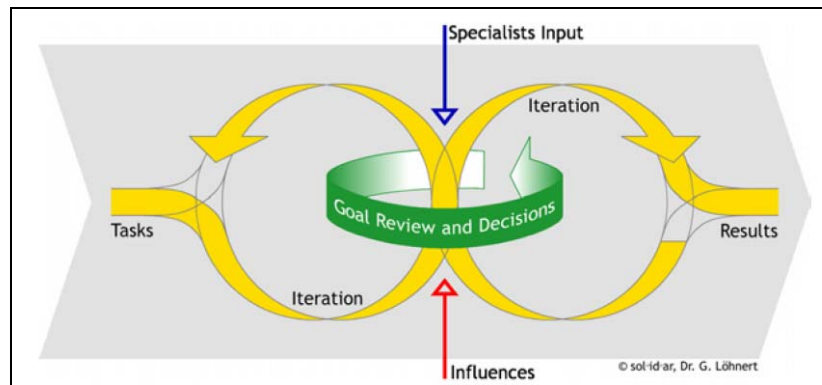 Specialists Input
Iteration
Goal Review and Decisions
Tasks
Results
Iteration
Influences
© sol·id·ar, Dr. G. Löhnert